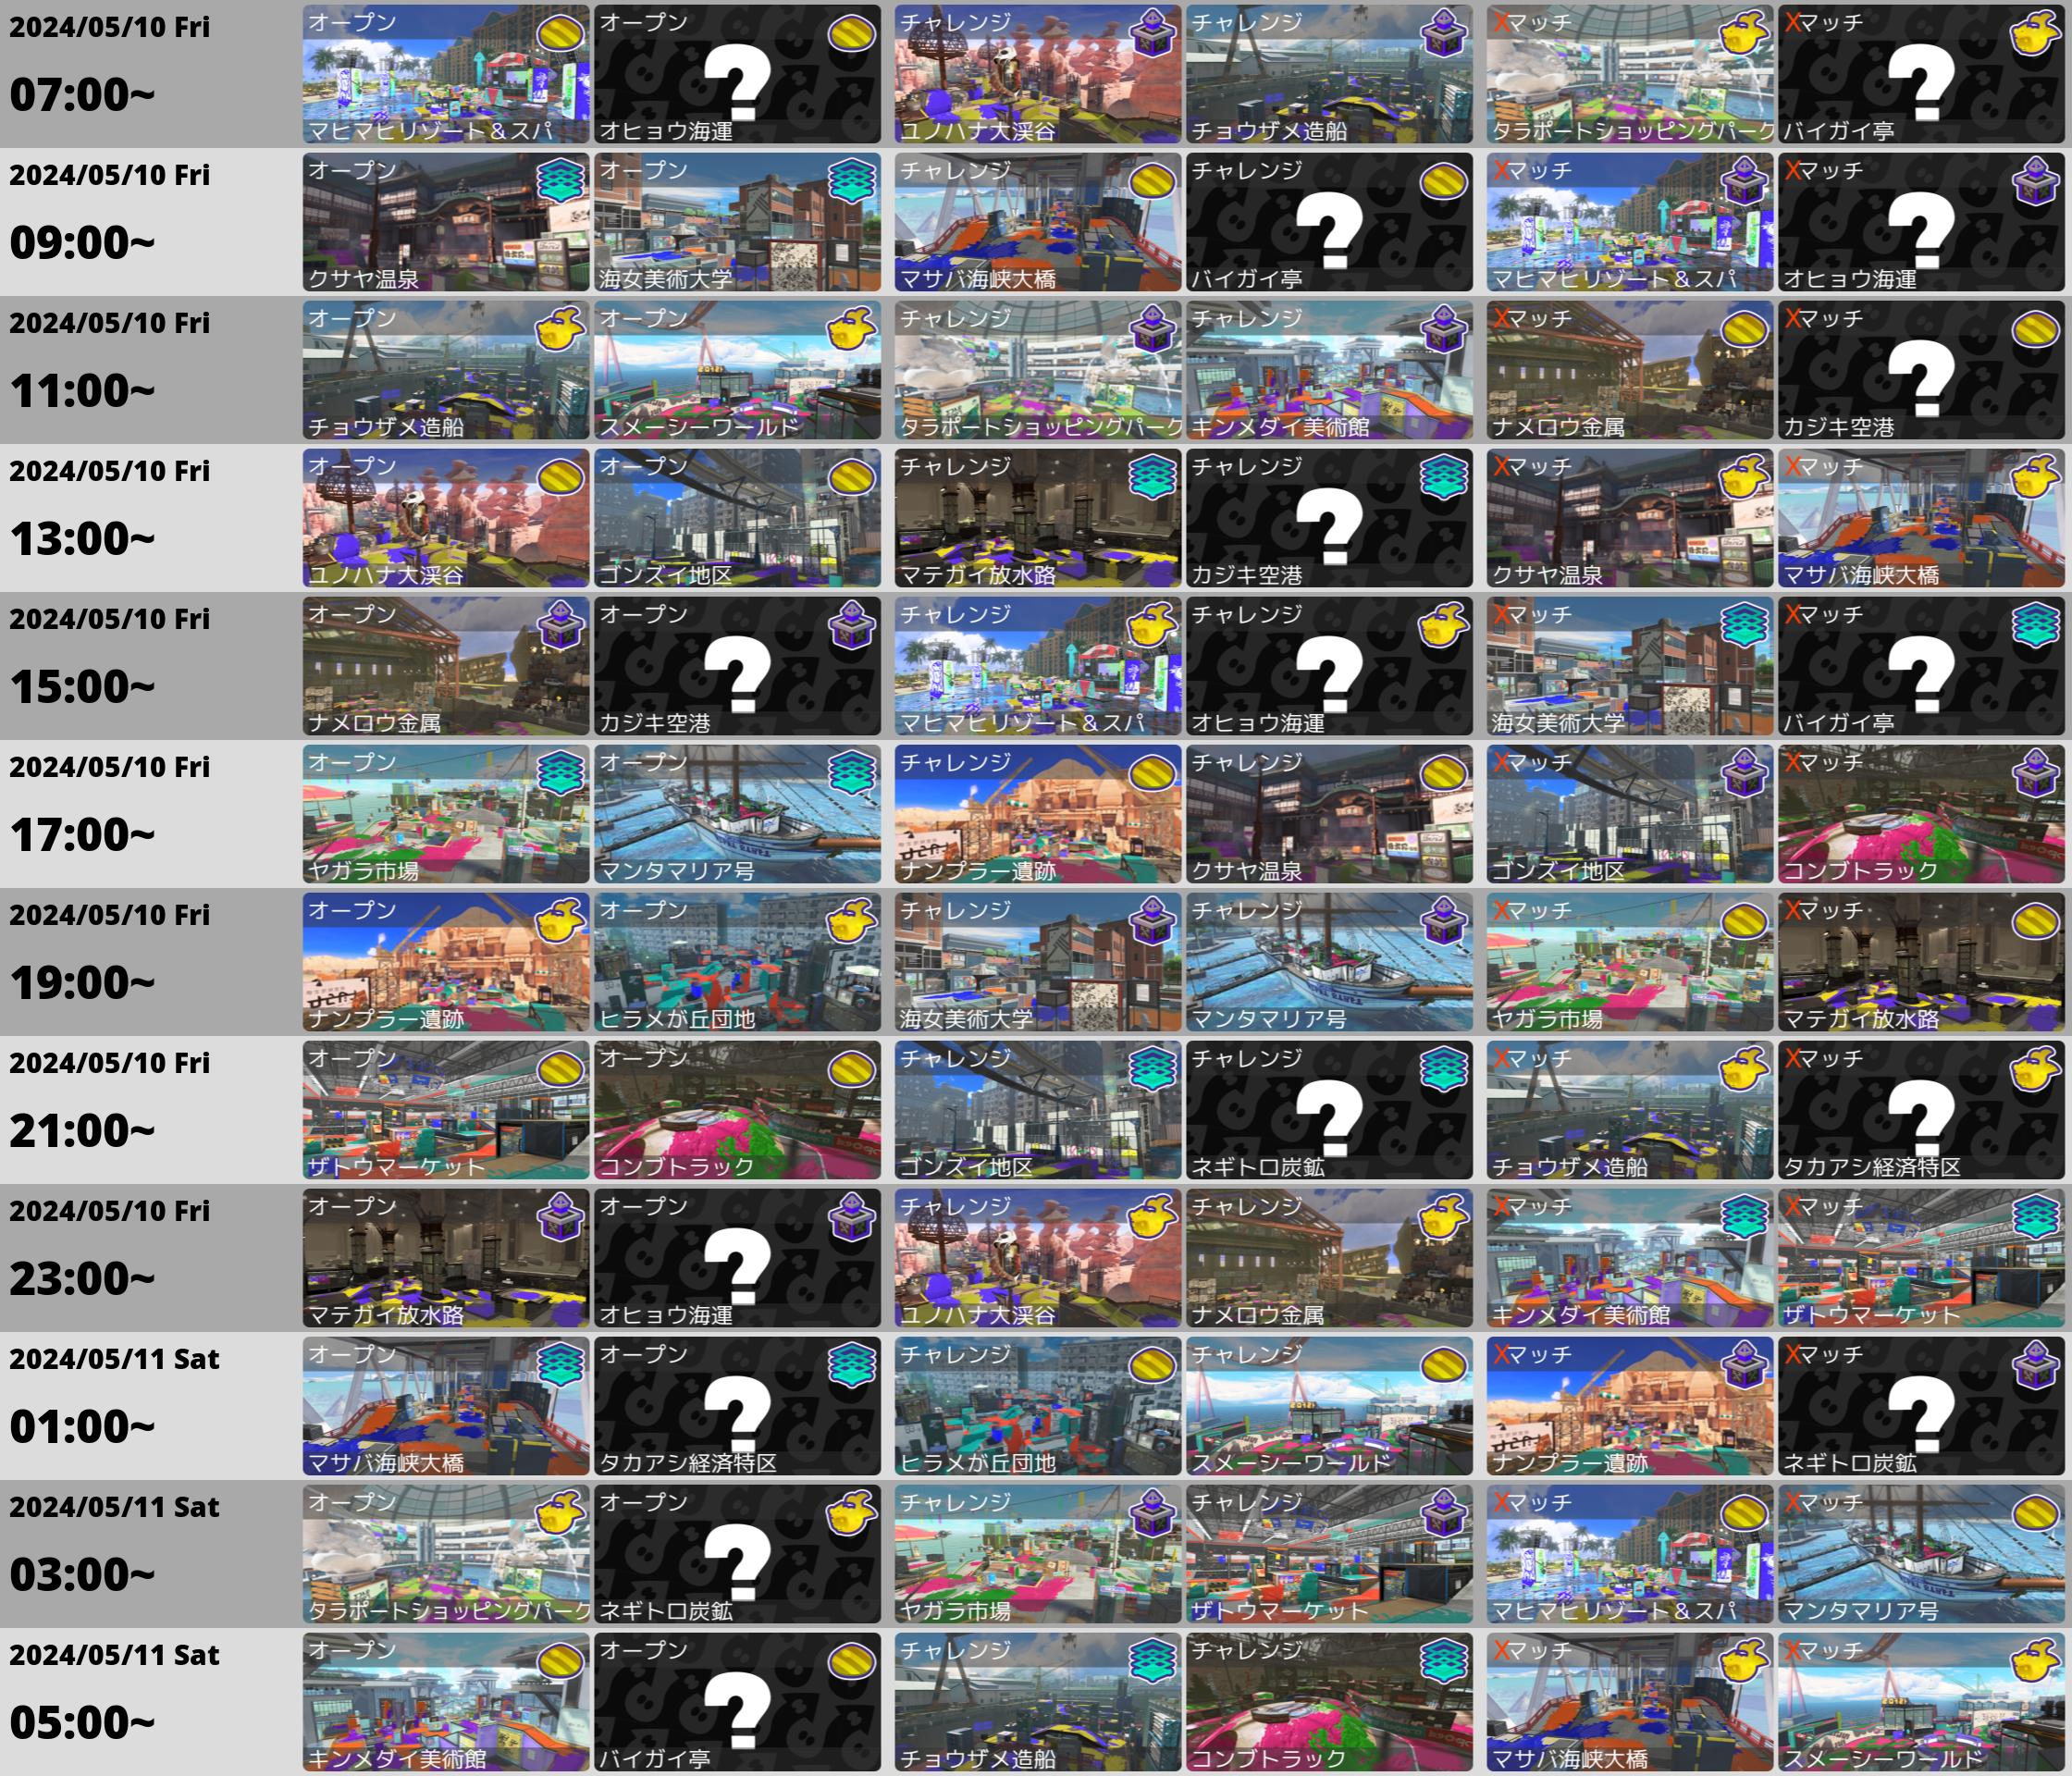 2024/05/10 Fri
07:00~
オープン
マヒマヒリゾート&スパ
オープン
?
オヒョウ海運
チャレンジ
ユノハナ大渓谷
チャレンジ
チョウザメ造船
Xマッチ
タラポートショッピングパーク
Xマッチ
?
バイガイ亭
2024/05/10 Fri
09:00~
オープン
クサヤ温泉
オープン
海女美術大学
チャレンジ
マサバ海峡大橋
チャレンジ
?
バイガイ亭
Xマッチ
マヒマヒリゾート&スパ
Xマッチ
?
オヒョウ海運
2024/05/10 Fri
11:00~
オープン
チョウザメ造船
オープン
スメーシーワールド
チャレンジ
タラポートショッピングパーク
チャレンジ
キンメダイ美術館
Xマッチ
ナメロウ金属
Xマッチ
?
カジキ空港
2024/05/10 Fri
13:00~
オープン
ユノハナ大渓谷
オープン
ゴンズイ地区
チャレンジ
マテガイ放水路
チャレンジ
?
カジキ空港
Xマッチ
クサヤ温泉
Xマッチ
マサバ海峡大橋
2024/05/10 Fri
15:00~
オープン
ナメロウ金属
オープン
?
カジキ空港
チャレンジ
マヒマヒリゾート&スパ
チャレンジ
?
オヒョウ海運
Xマッチ
海女美術大学
Xマッチ
?
バイガイ亭
2024/05/10 Fri
17:00~
オープン
ヤガラ市場
オープン
マンタマリア号
チャレンジ
ナンプラー遺跡
チャレンジ
クサヤ温泉
Xマッチ
ゴンズイ地区
Xマッチ
コンブトラック
2024/05/10 Fri
19:00~
オープン
ナンプラー遺跡
オープン
ヒラメが丘団地
チャレンジ
海女美術大学
チャレンジ
マンタマリア号
Xマッチ
ヤガラ市場
Xマッチ
マテガイ放水路
2024/05/10 Fri
21:00~
オープン
ザトウマーケット
オープン
コンブトラック
チャレンジ
ゴンズイ地区
チャレンジ
?
ネギトロ炭鉱
Xマッチ
チョウザメ造船
Xマッチ
?
タカアシ経済特区
2024/05/10 Fri
23:00~
オープン
マテガイ放水路
オープン
?
オヒョウ海運
チャレンジ
ユノハナ大渓谷
チャレンジ
ナメロウ金属
Xマッチ
キンメダイ美術館
Xマッチ
ザトウマーケット
2024/05/11 Sat
01:00~
オープン
マサバ海峡大橋
オープン
?
タカアシ経済特区
チャレンジ
ヒラメが丘団地
チャレンジ
スメーシーワールド
Xマッチ
ナンプラー遺跡
Xマッチ
?
ネギトロ炭鉱
2024/05/11 Sat
03:00~
オープン
タラポートショッピングパーク
オープン
?
ネギトロ炭鉱
チャレンジ
ヤガラ市場
チャレンジ
ザトウマーケット
Xマッチ
マヒマヒリゾート&スパ
Xマッチ
マンタマリア号
2024/05/11 Sat
05:00~
オープン
キンメダイ美術館
オープン
?
バイガイ亭
チャレンジ
チョウザメ造船
チャレンジ
コンブトラック
Xマッチ
マサバ海峡大橋
Xマッチ
スメーシーワールド